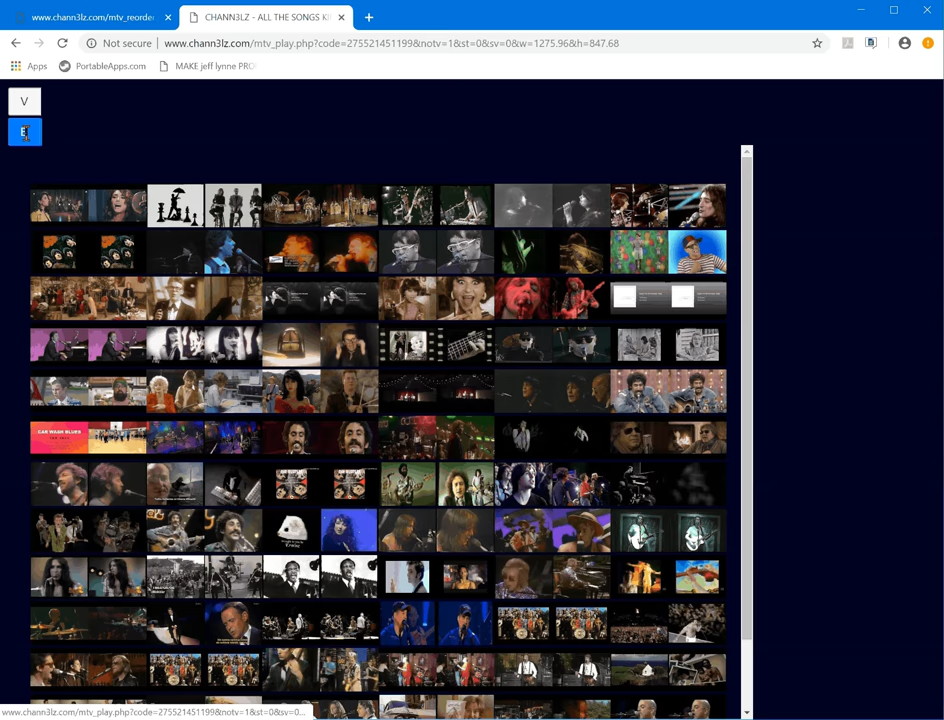 www.chann3lz.com/mtv_reorde
CHANN3LZ - ALL THE SONGS KI
Not secure
www.chann3lz.com/mtv_play.php?code=275521451199&notv=1&st=0&sv=0&w=1275.96&h=847.68
Apps
PortableApps.com
MAKE jeff lynne PRO
V
E
CAR WASH BLUES
www.chann3lz.com/mtv_play.php?code=275521451199&notv=1&st=0&sv=0...